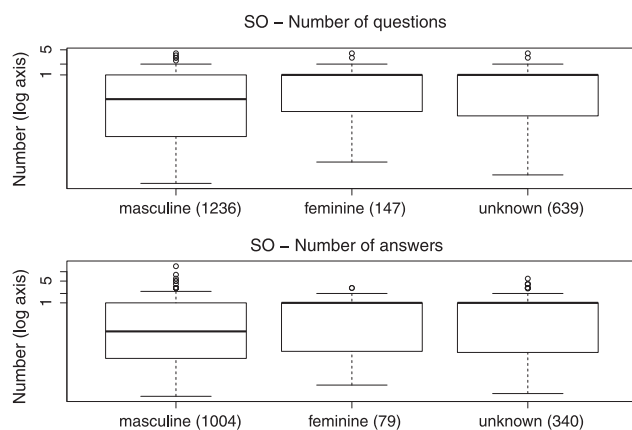 SO – Number of questions
Number (log axis)
5
1
masculine (1236)
feminine (147)
unknown (639)
SO – Number of answers
Number (log axis)
5
1
masculine (1004)
feminine (79)
unknown (340)